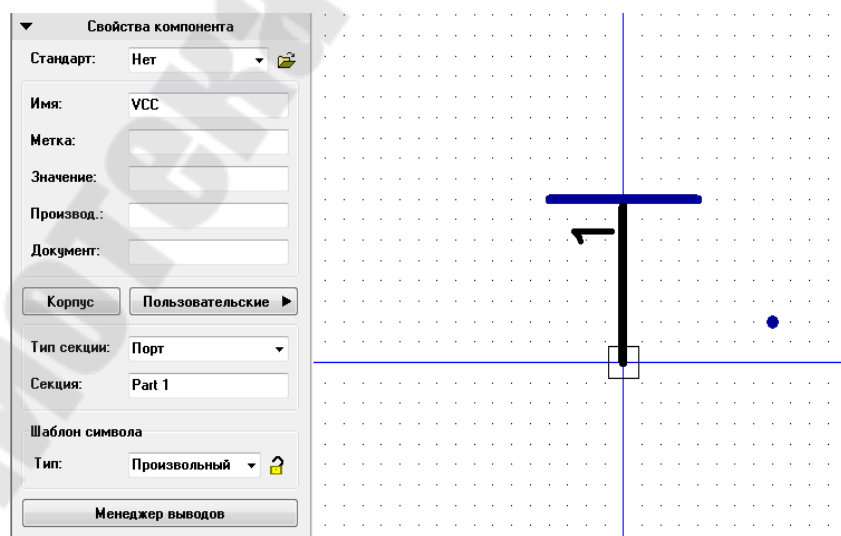 Свойства компонента
Стандарт: Нет
Имя: VCC
Метка:
Значение:
Производ.:
Документ:
Корпус Пользовательские
Тип секции: Порт
Секция: Part 1
Шаблон символа
Тип: Произвольный
Менеджер выводов
1